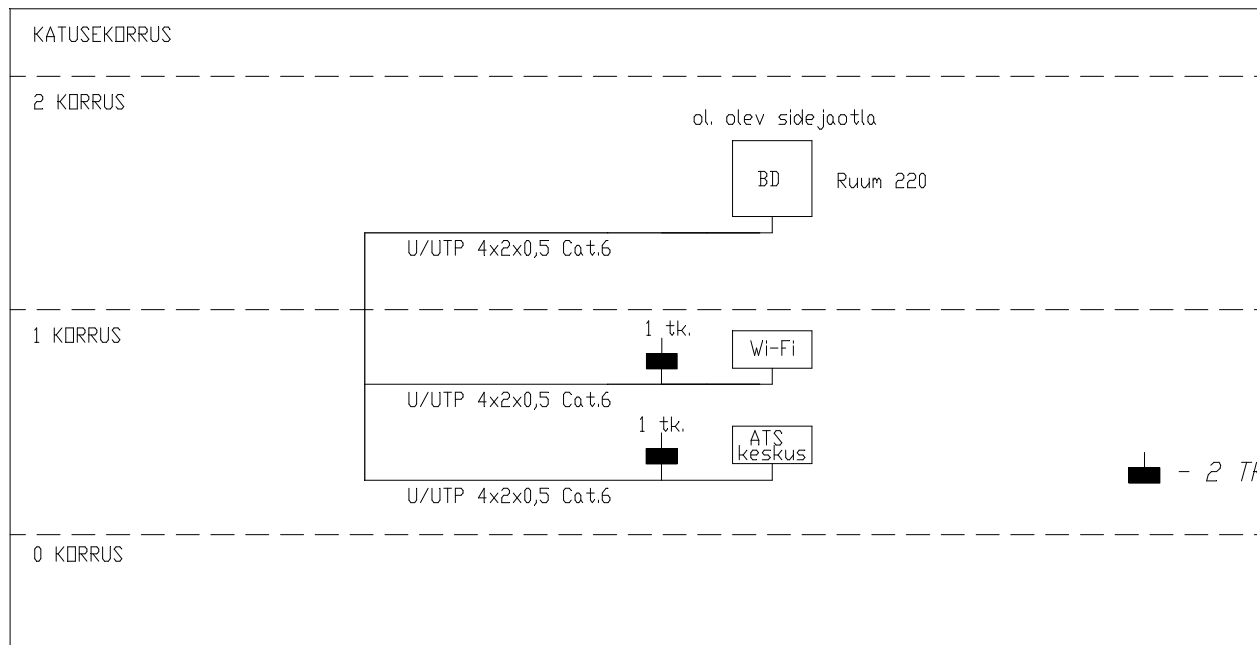 KATUSEKORRUS
2 KORRUS
ol. olev sidejaotla
BD
Ruum 220
U/UTP 4x2x0,5 Cat.6
1 KORRUS
1 tk.
Wi-Fi
U/UTP 4x2x0,5 Cat.6
1 tk.
ATS
keskus
- 2 TK
U/UTP 4x2x0,5 Cat.6
0 KORRUS